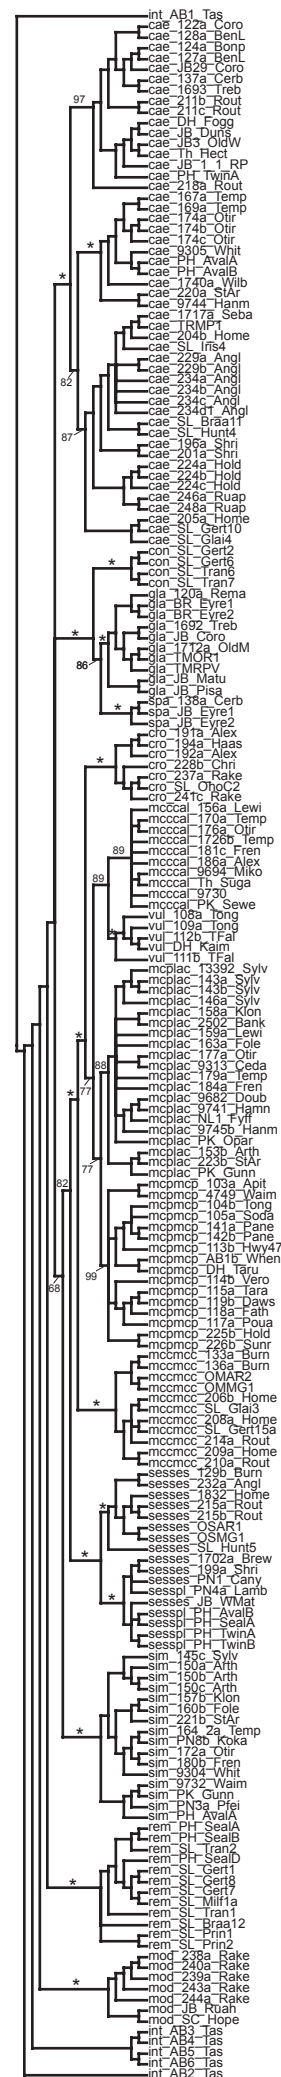 int_AB1_Tas
cae_122a_Coro
cae_128a_BenL
cae_124a_Bonp
cae_127a_BenL
cae_JB29_Coro
cae_137a_Cerb
cae_1693_Treb
97
cae_211b_Rout
cae_211c_Rout
cae_DH_Fogg
cae_JB_Duns
cae_JB3_OldW
cae_Th_Hect
cae_JB_1_1_RP
cae_PH_TwinA
cae_218a_Rout
cae_167a_Temp
cae_169a_Temp
cae_174a_Otir
cae_174b_Otir
cae_174c_Otir
*
cae_9305_Whit
cae_PH_AvalA
cae_PH_AvalB
*
cae_1740a_Wilb
cae_220a_StAr
cae_9744_Hanm
cae_1717a_Seba
cae_TRMP1
cae_204b_Home
cae_SL_Iris4
cae_229a_Angl
cae_229b_Angl
82
cae_234a_Angl
cae_234b_Angl
cae_234c_Angl
cae_234d1_Angl
cae_SL_Braa11
cae_SL_Hunt4
87
cae_196a_Shri
cae_201a_Shri
cae_224a_Hold
cae_224b_Hold
cae_224c_Hold
cae_246a_Ruap
cae_248a_Ruap
cae_205a_Home
cae_SL_Gert10
cae_SL_Glai4
con_SL_Gert2
*
con_SL_Gert6
con_SL_Tran6
con_SL_Tran7
gla_120a_Rema
gla_BR_Eyre1
gla_BR_Eyre2
gla_1692_Treb
*
*
gla_JB_Coro
gla_1712a_OldM
86
gla_TMOR1
gla_TMRPV
gla_JB_Matu
gla_JB_Pisa
spa_138a_Cerb
*
spa_JB_Eyre1
spa_JB_Eyre2
cro_191a_Alex
cro_194a_Haas
cro_192a_Alex
*
cro_228b_Chri
cro_237a_Rake
cro_SL_OhoC2
cro_241c_Rake
mcccal_156a_Lewi
mcccal_170a_Temp
mcccal_176a_Otir
mcccal_1726b_Temp
89
mcccal_181c_Fren
mcccal_186a_Alex
mcccal_9694_Miko
89
mcccal_Th_Suga
mcccal_9730
mcccal_PK_Sewe
vul_108a_Tong
vul_109a_Tong
*
vul_112b_TFal
vul_DH_Kaim
vul_111b_TFal
mcplac_13392_Sylv
mcplac_143a_Sylv
mcplac_143b_Sylv
mcplac_146a_Sylv
mcplac_158a_Klon
mcplac_2502_Bank
*
mcplac_159a_Lewi
mcplac_163a_Fole
mcplac_177a_Otir
88
mcplac_9313_Ceda
mcplac_179a_Temp
77
mcplac_184a_Fren
*
mcplac_9682_Doub
mcplac_9741_Hamn
mcplac_NL1_Fyff
mcplac_9745b_Hanm
mcplac_PK_Opar
mcplac_153b_Arth
77
mcplac_223b_StAr
mcplac_PK_Gunn
82
mcpmcp_103a_Apit
mcpmcp_4749_Waim
mcpmcp_104b_Tong
mcpmcp_105a_Soda
mcpmcp_141a_Pane
mcpmcp_142b_Pane
mcpmcp_113b_Hwy47
mcpmcp_AB1b_When
99
mcpmcp_DH_Taru
68
mcpmcp_114b_Vero
mcpmcp_115a_Tara
mcpmcp_119b_Daws
mcpmcp_118a_Fath
mcpmcp_117a_Poua
mcpmcp_225b_Hold
mcpmcp_226b_Sunr
mccmcc_133a_Burn
mccmcc_136a_Burn
mccmcc_OMAR2
mccmcc_OMMG1
*
mccmcc_206b_Home
mccmcc_SL_Glai3
mccmcc_208a_Home
mccmcc_SL_Gert15a
mccmcc_214a_Rout
mccmcc_209a_Home
mccmcc_210a_Rout
sesses_129b_Burn
sesses_232a_Angl
sesses_1832_Home
*
sesses_215a_Rout
sesses_215b_Rout
sesses_OSAR1
sesses_OSMG1
sesses_SL_Hunt5
*
sesses_1702a_Brew
sesses_199a_Shri
sesses_PN1_Cany
sesspl_PN4a_Lamb
*
sesses_JB_WMat
sesspl_PH_AvalB
sesspl_PH_SealA
sesspl_PH_TwinA
sesspl_PH_TwinB
sim_145c_Sylv
sim_150a_Arth
sim_150b_Arth
sim_150c_Arth
sim_157b_Klon
sim_160b_Fole
sim_221b_StAr
*
sim_164_2a_Temp
sim_PN8b_Koka
sim_172a_Otir
sim_180b_Fren
sim_9304_Whit
sim_9732_Waim
sim_PK_Gunn
sim_PN3a_Pfei
sim_PH_AvalA
rem_PH_SealA
rem_PH_SealB
rem_SL_Tran2
rem_PH_SealD
rem_SL_Gert1
*
rem_SL_Gert8
rem_SL_Gert7
rem_SL_Milf1a
rem_SL_Tran1
rem_SL_Braa12
rem_SL_Prin1
rem_SL_Prin2
mod_238a_Rake
mod_240a_Rake
*
mod_239a_Rake
mod_243a_Rake
mod_244a_Rake
mod_JB_Ruah
mod_SC_Hope
int_AB3_Tas
int_AB4_Tas
int_AB5_Tas
int_AB6_Tas
int_AB2_Tas